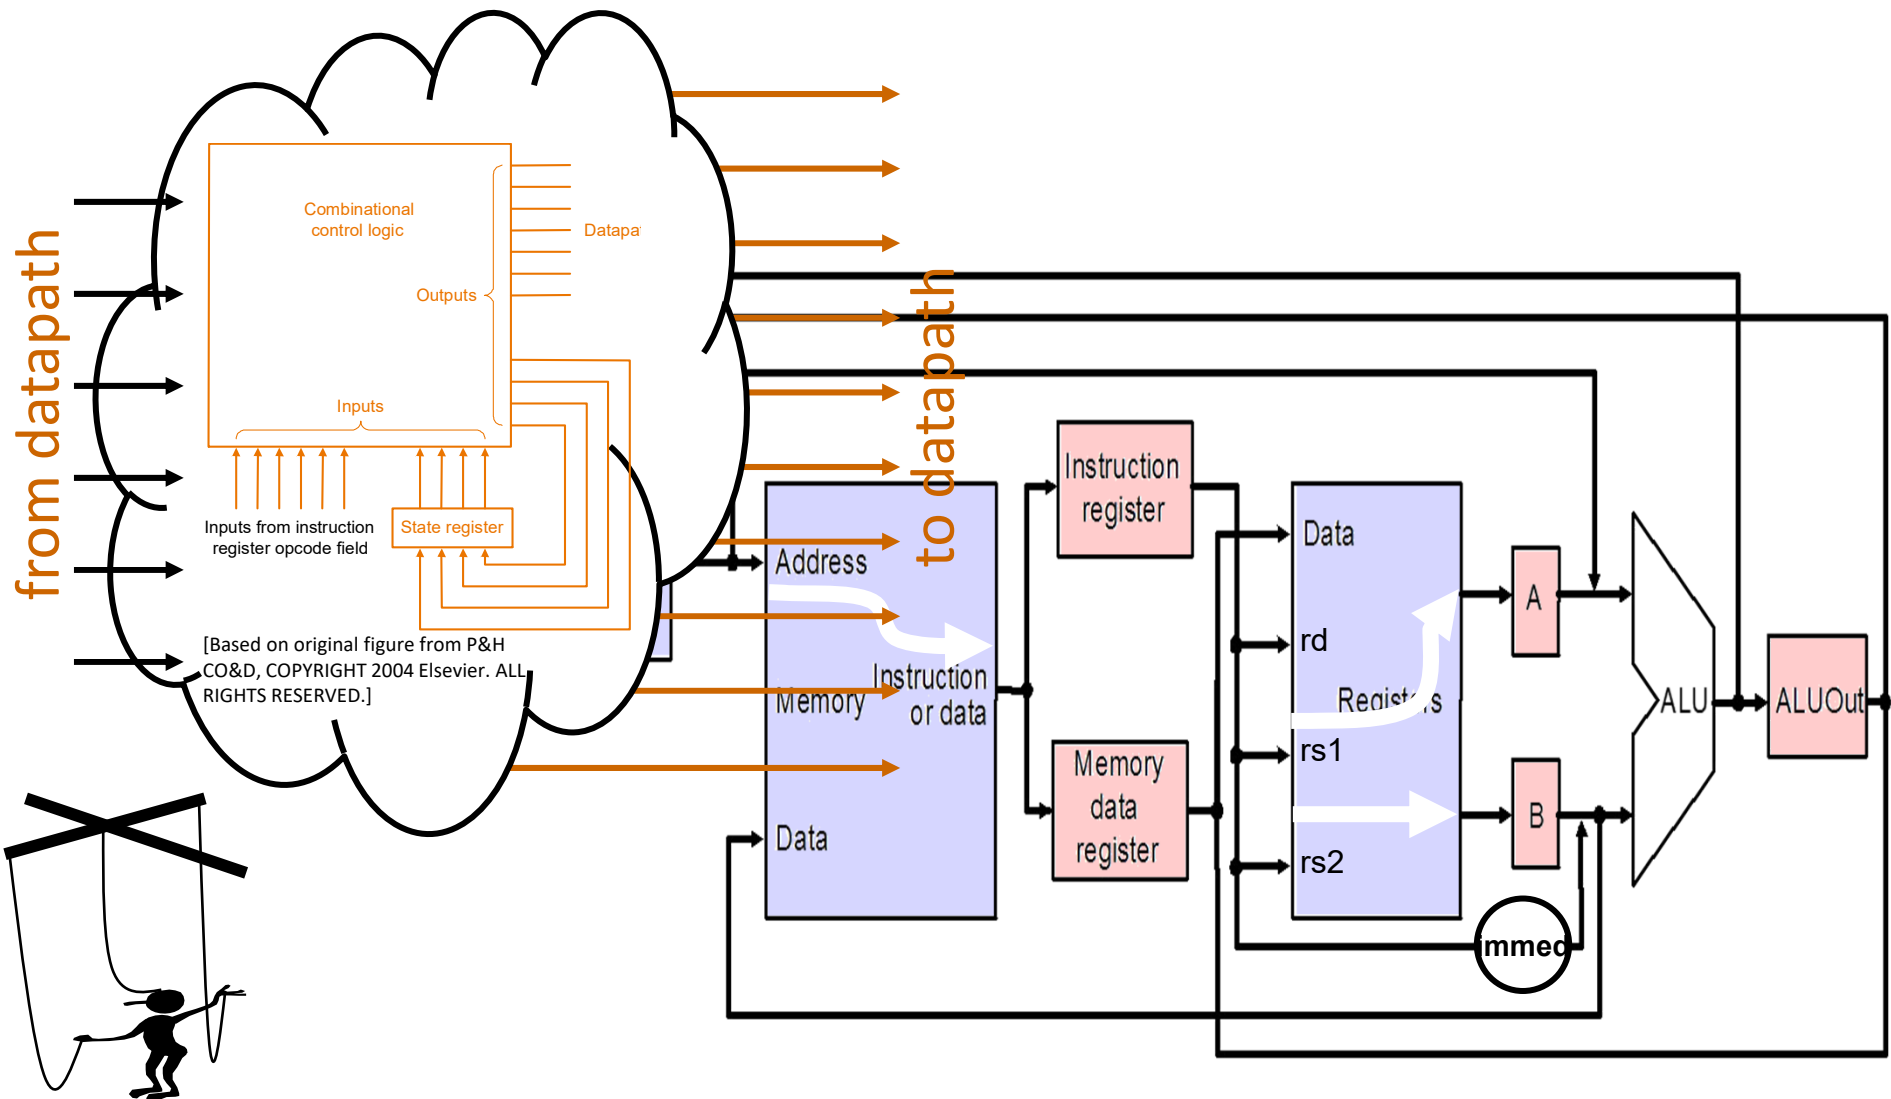 from datapath
Combinational
control logic
Datapa
Outputs
Inputs
Inputs from instruction
register opcode field
State register
[Based on original figure from P&H
CO&D, COPYRIGHT 2004 Elsevier. ALL
RIGHTS RESERVED.]
to datapath
Address
Memory
Instruction
or data
Data
Instruction
register
Memory
data
register
Data
rd
Registers
rs1
rs2
A
B
immed
ALU
ALUOut